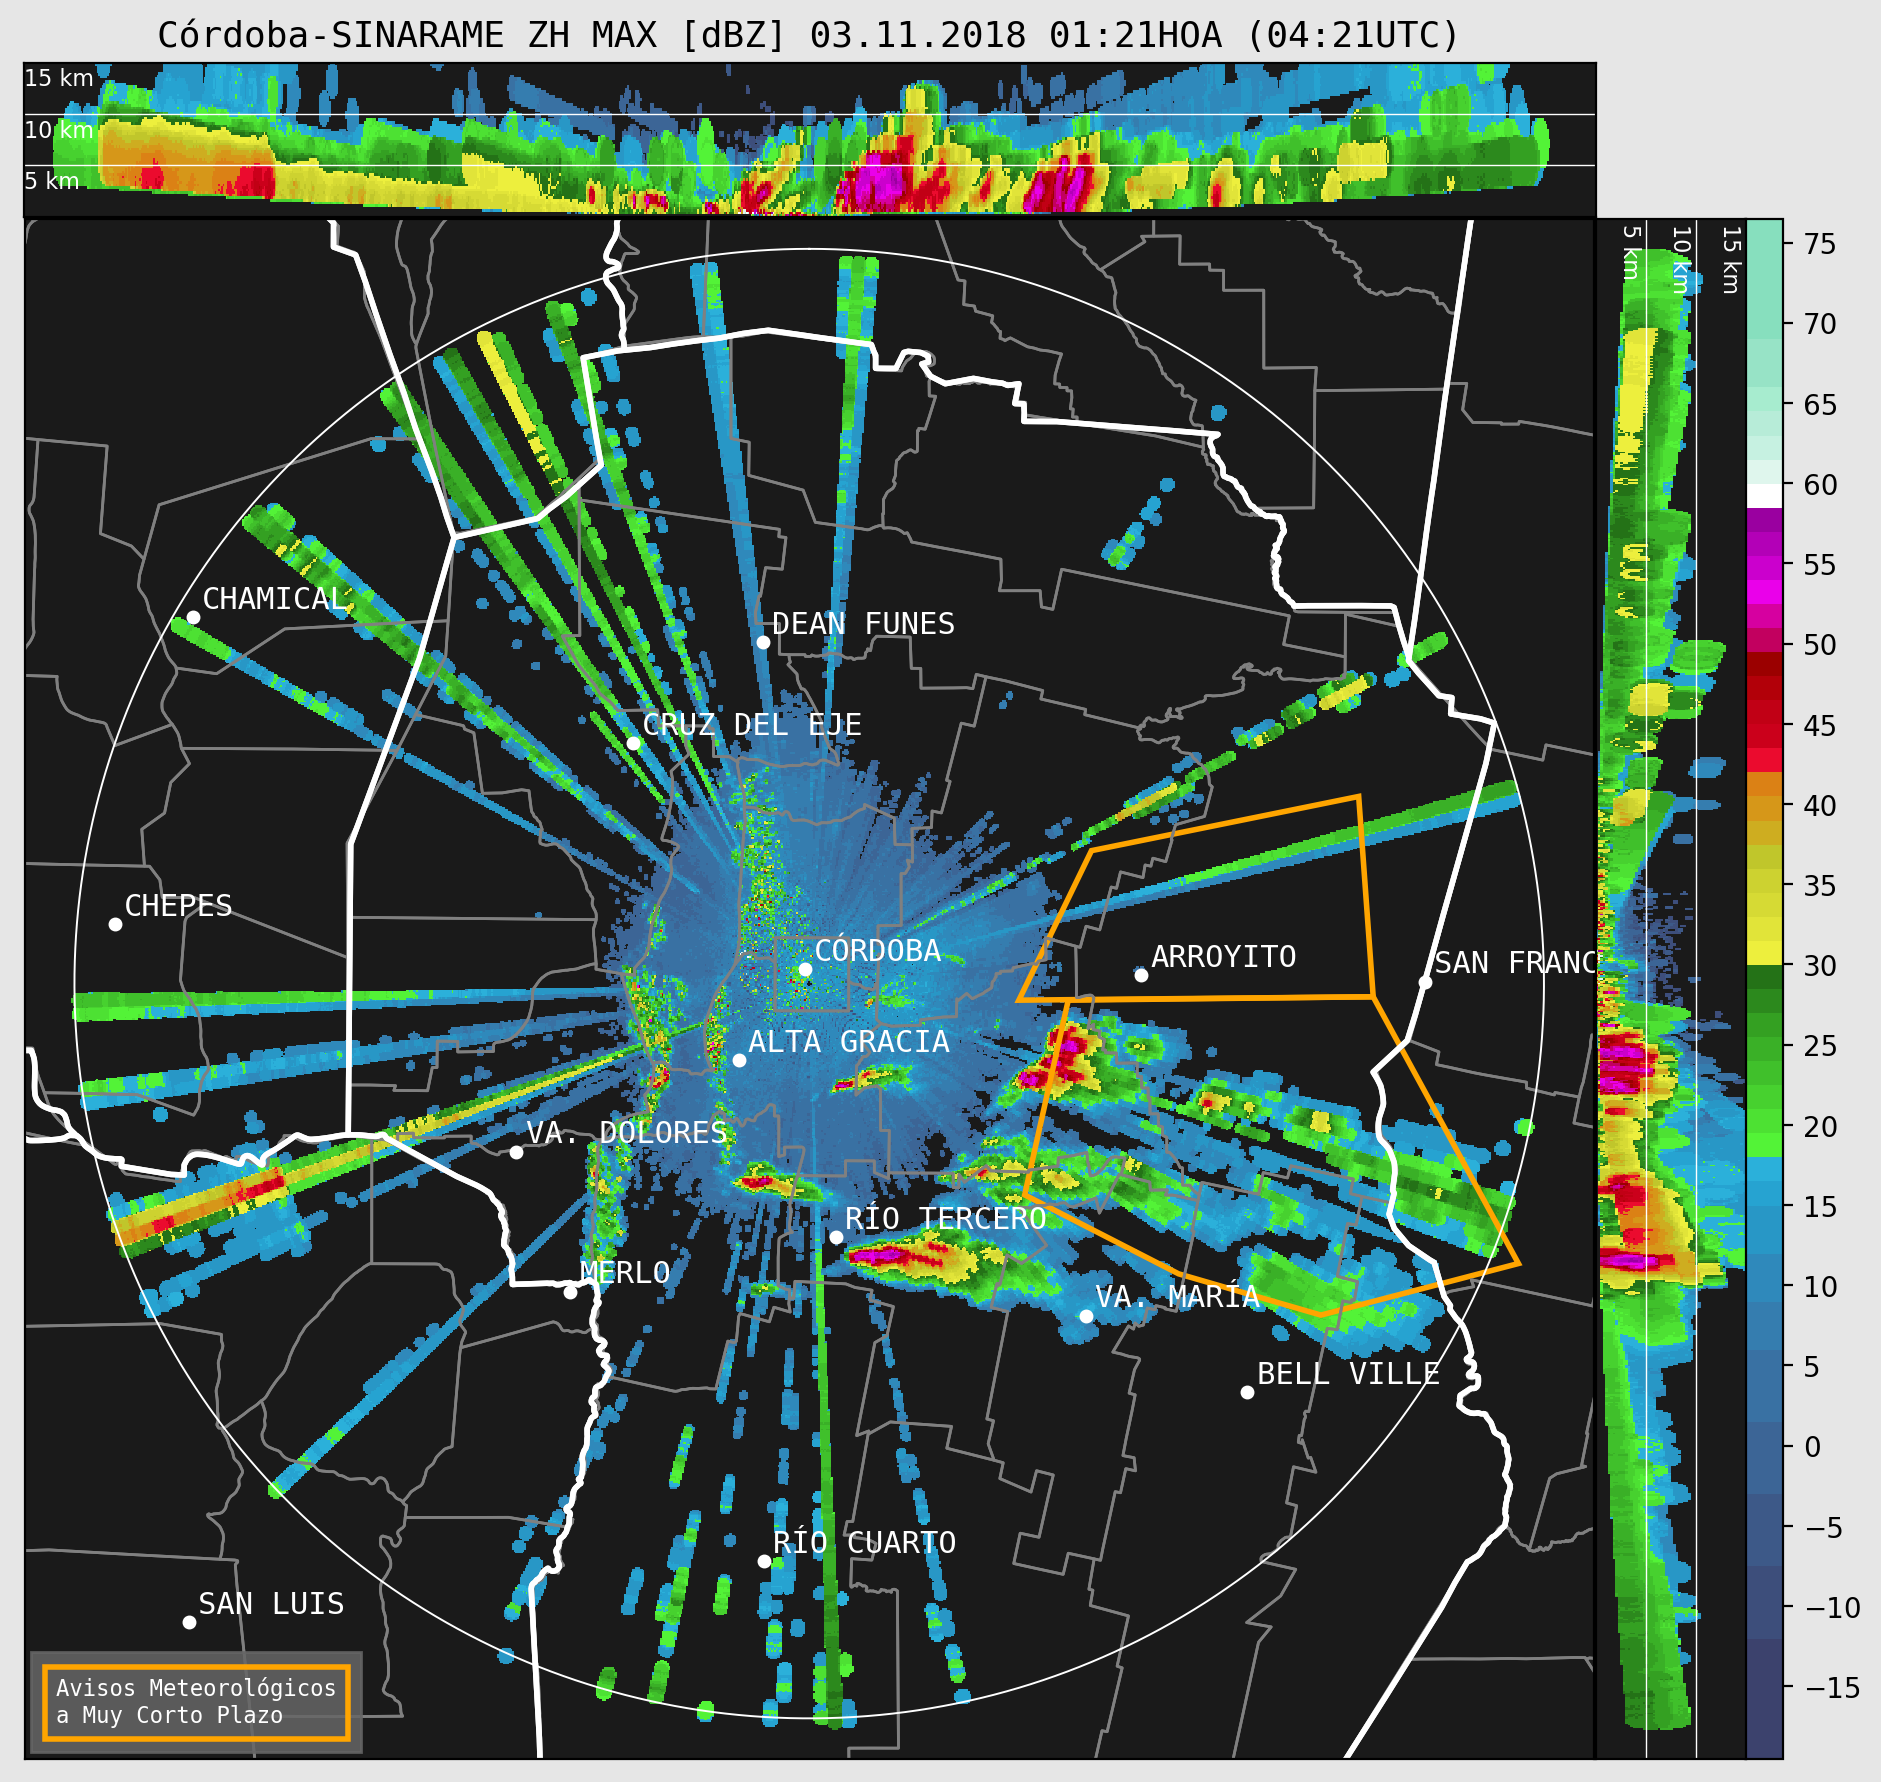 Córdoba-SINARAME ZH MAX [dBZ] 03.11.2018 01:21HOA (04:21UTC)
15 km
10 km
5 km
5 km
10 km
15 km
75
70
65
60
55
50
45
40
35
30
25
20
15
10
5
0
−5
−10
−15
CHAMICAL
DEAN FUNES
CRUZ DEL EJE
CHEPES
CÓRDOBA
ARROYITO
SAN FRANC
ALTA GRACIA
VA. DOLORES
RÍO TERCERO
MERLO
VA. MARÍA
BELL VILLE
RÍO CUARTO
SAN LUIS
Avisos Meteorológicos
a Muy Corto Plazo